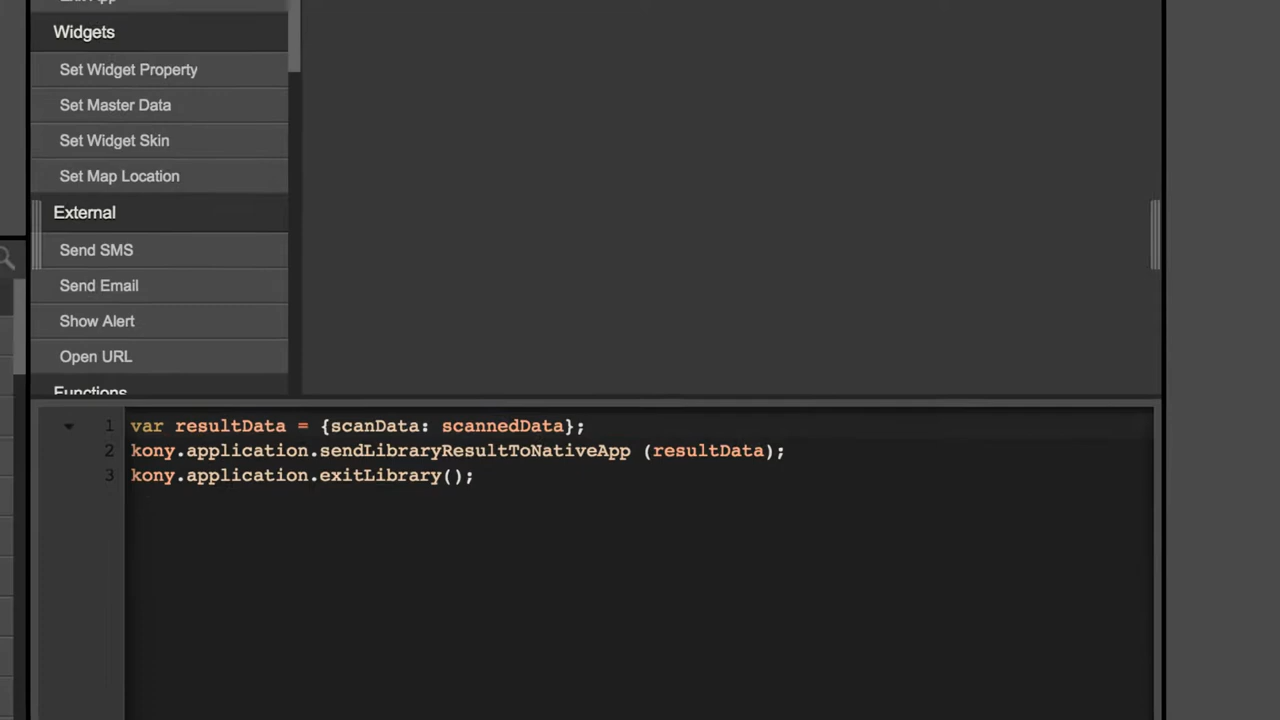 Widgets
Set Widget Property
Set Master Data
Set Widget Skin
Set Map Location
External
Send SMS
Send Email
Show Alert
Open URL
Functions
1 var resultData = {scanData: scannedData};
2 kony.application.sendLibraryResultToNativeApp (resultData);
3 kony.application.exitLibrary();